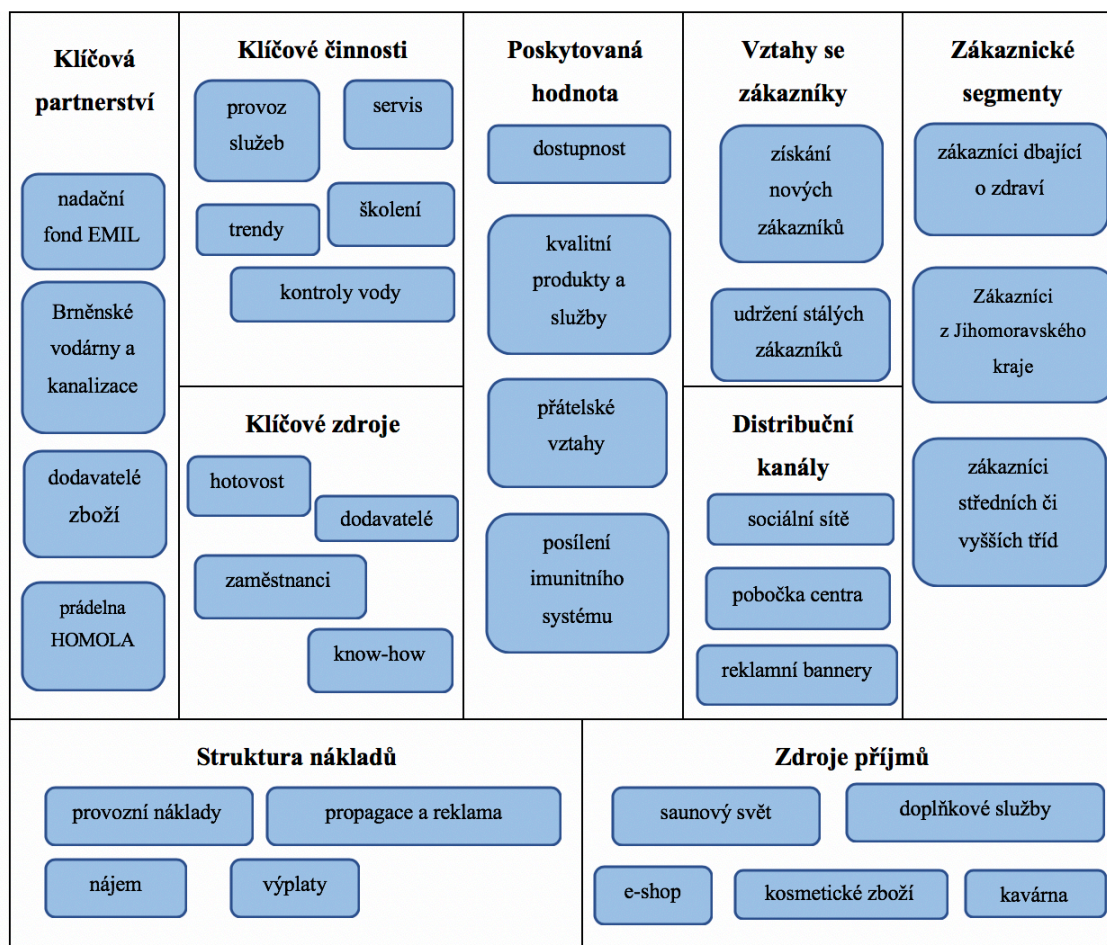 Klíčová
partnerství
nadační
fond EMIL
Brněnské
vodárny a
kanalizace
dodavatelé
zboží
prádelna
HOMOLA
Klíčové činnosti
provoz
služeb
servis
trendy
školení
kontroly vody
Klíčové zdroje
hotovost
dodavatelé
zaměstnanci
know-how
Poskytovaná
hodnota
dostupnost
kvalitní
produkty a
služby
přátelské
vztahy
posílení
imunitního
systému
Vztahy se
zákazníky
získání
nových
zákazníků
udržení stálých
zákazníků
Distribuční
kanály
sociální sítě
pobočka centra
reklamní bannery
Zákaznické
segmenty
zákazníci dbající
o zdraví
Zákazníci
z Jihomoravského
kraje
zákazníci
středních či
vyšších tříd
Struktura nákladů
provozní náklady
propagace a reklama
nájem
výplaty
Zdroje příjmů
saunový svět
doplňkové služby
e-shop
kosmetické zboží
kavárna